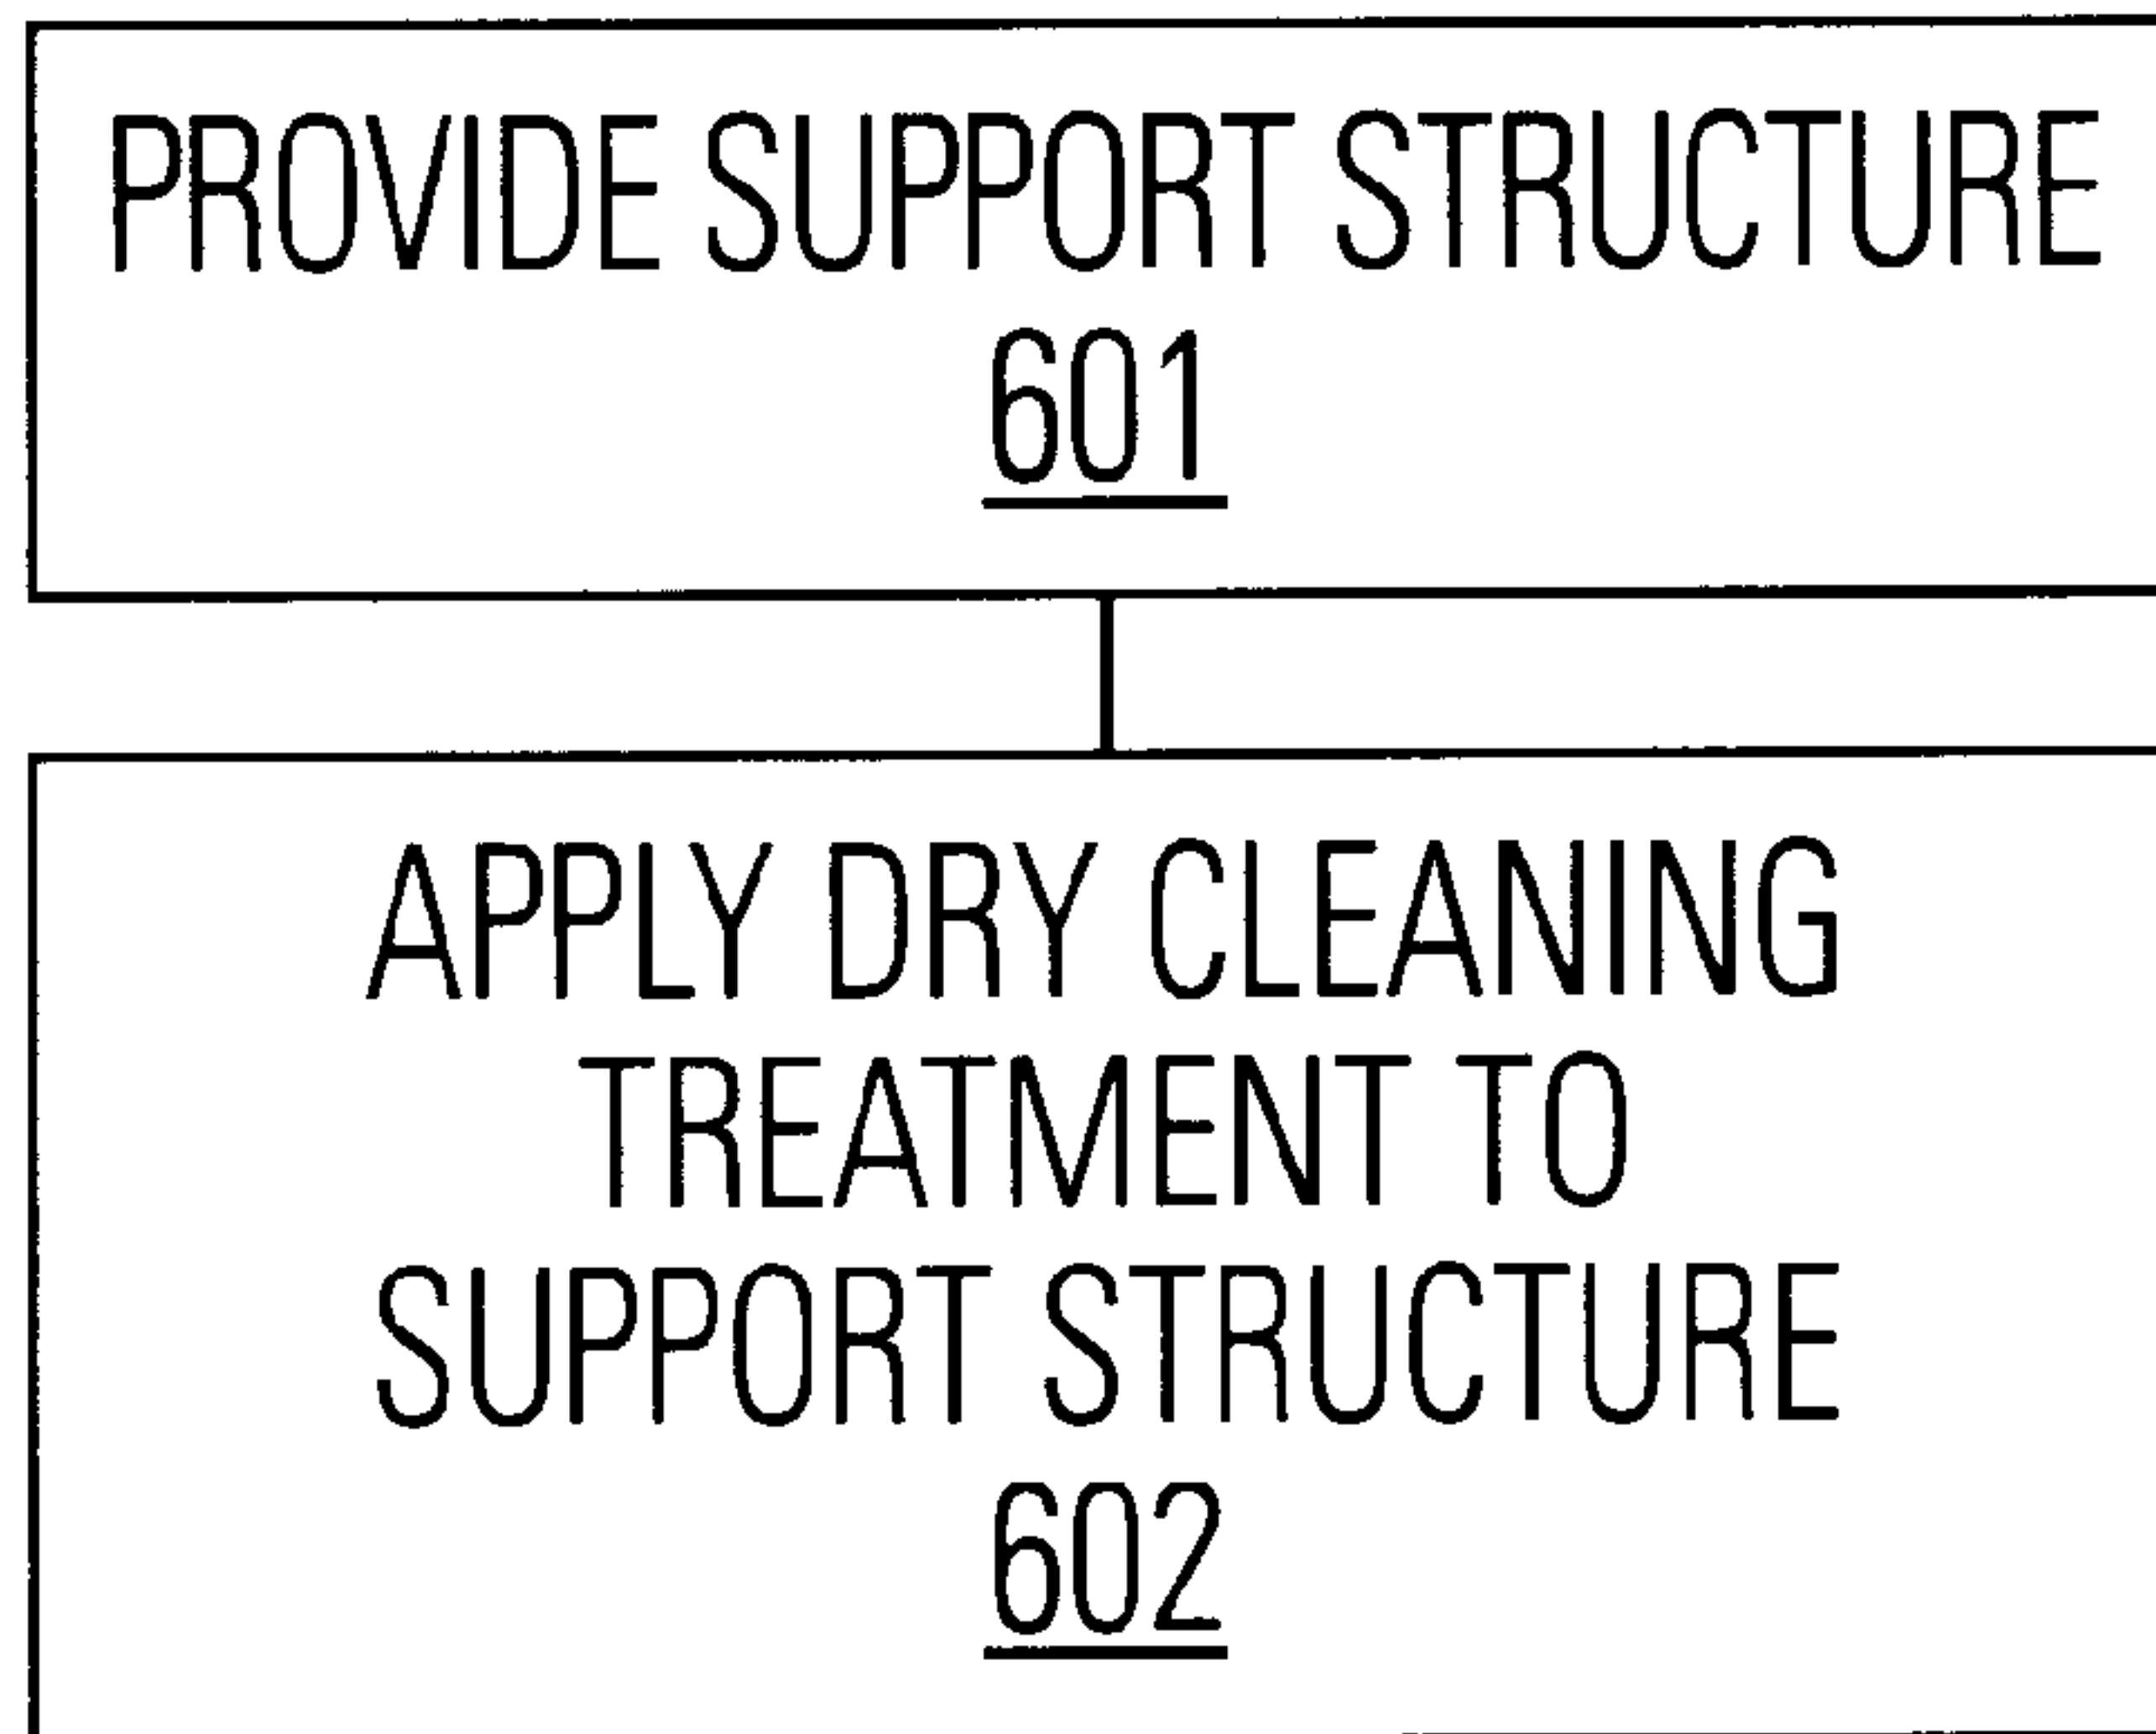 PROVIDE SUPPORT STRUCTURE
601
APPLY DRY CLEANING
TREATMENT TO
SUPPORT STRUCTURE
602